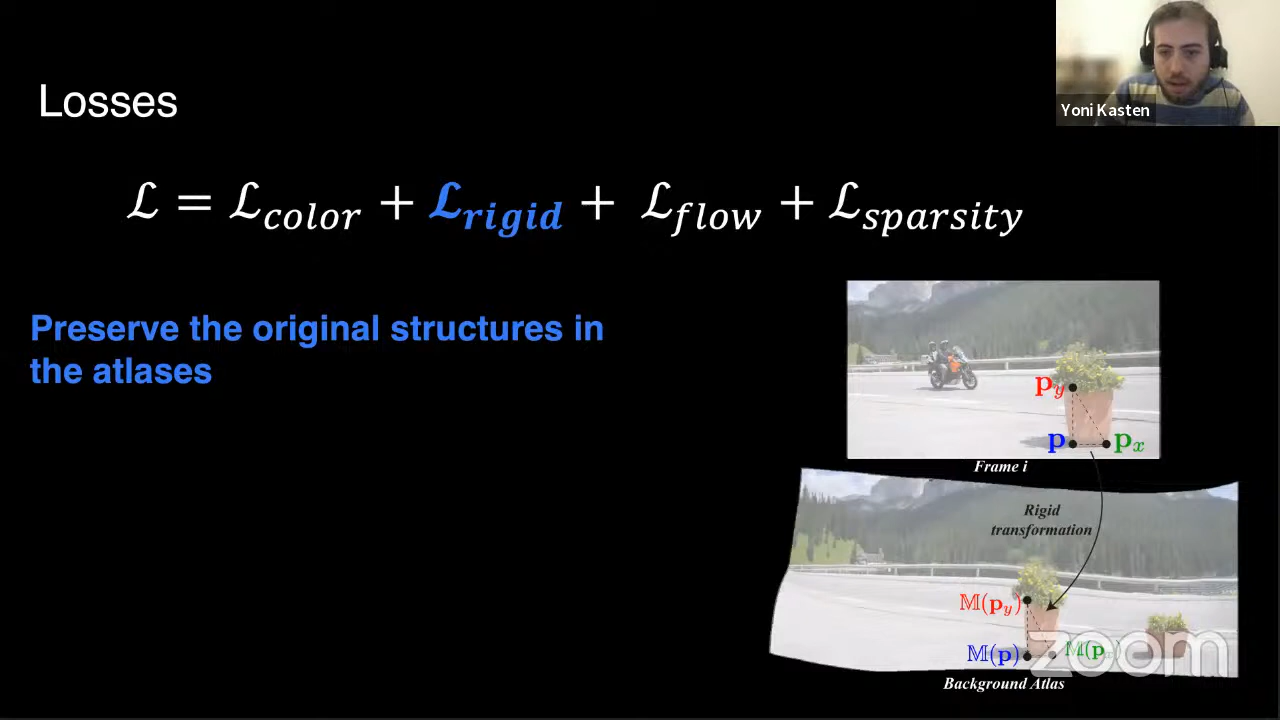 Yoni Kasten
Losses
ℒ = ℒ_color + ℒ_rigid + ℒ_flow + ℒ_sparsity
Preserve the original structures in
the atlases
p_y
p p_x
Frame i
Rigid
transformation
𝕄(p_y)
𝕄(p) 𝕄(p_x)
zoom
Background Atlas